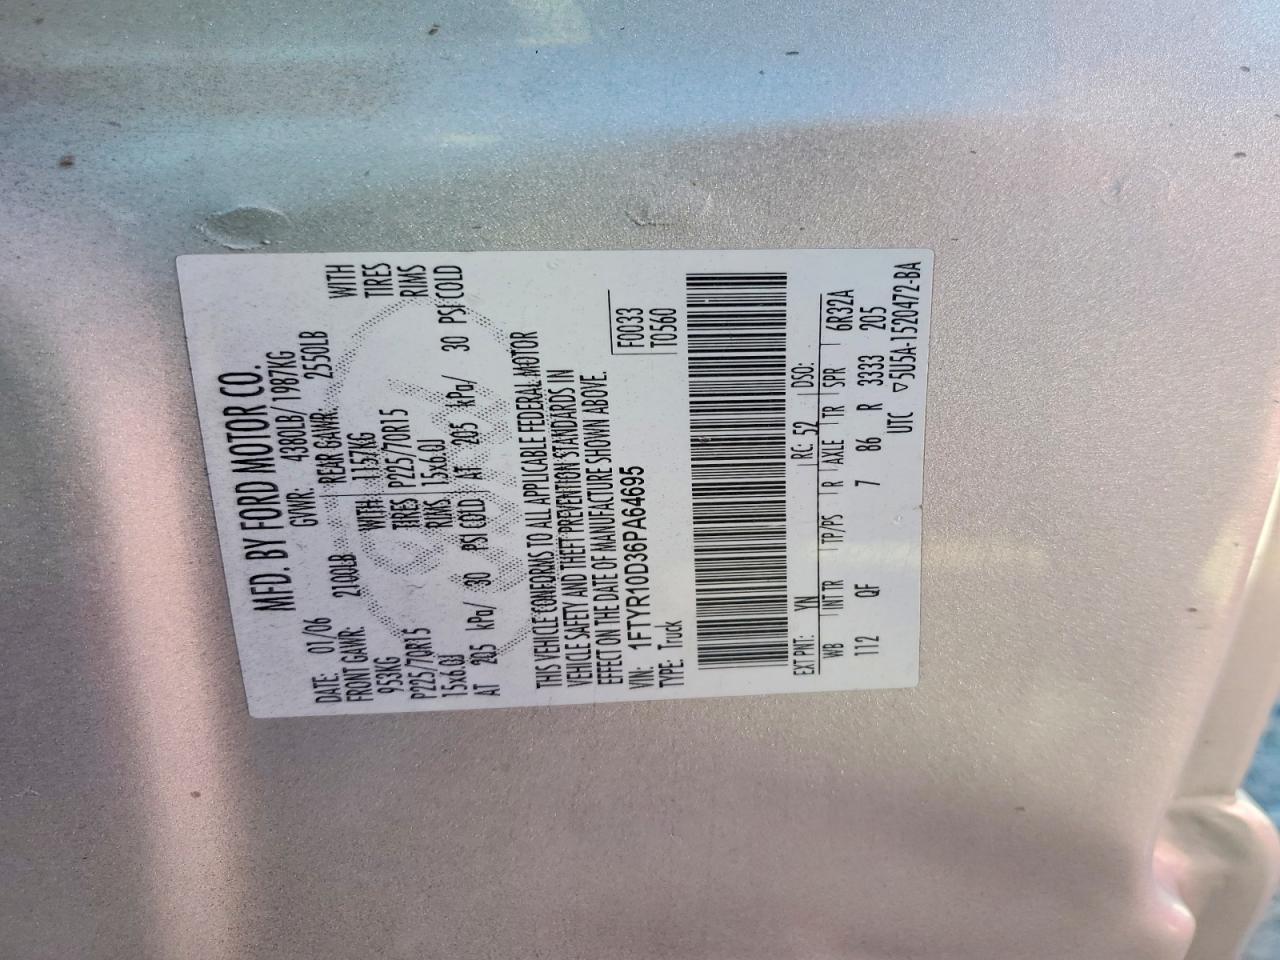 MFD. BY FORD MOTOR CO.
DATE: 01/06 GVWR: 4380LB/ 1987KG
FRONT GAWR: 2100LB REAR GAWR: 2550LB
953KG WITH 1157KG WITH
P225/70R15 TIRES P225/70R15 TIRES
15x6.0J RIMS 15x6.0J RIMS
AT 205 kPa/ 30 PSI COLD AT 205 kPa/ 30 PSI COLD
THIS VEHICLE CONFORMS TO ALL APPLICABLE FEDERAL MOTOR
VEHICLE SAFETY AND THEFT PREVENTION STANDARDS IN
EFFECT ON THE DATE OF MANUFACTURE SHOWN ABOVE.
VIN: 1FTYR10D36PA64695 F0033
TYPE: Truck T0560
EXT PNT: YN RC: 52 DSO:
WB INT TR TP/PS R AXLE TR SPR 6R32A
112 QF 7 86 R 3333 205
UTC ▽5U5A-1520472-BA